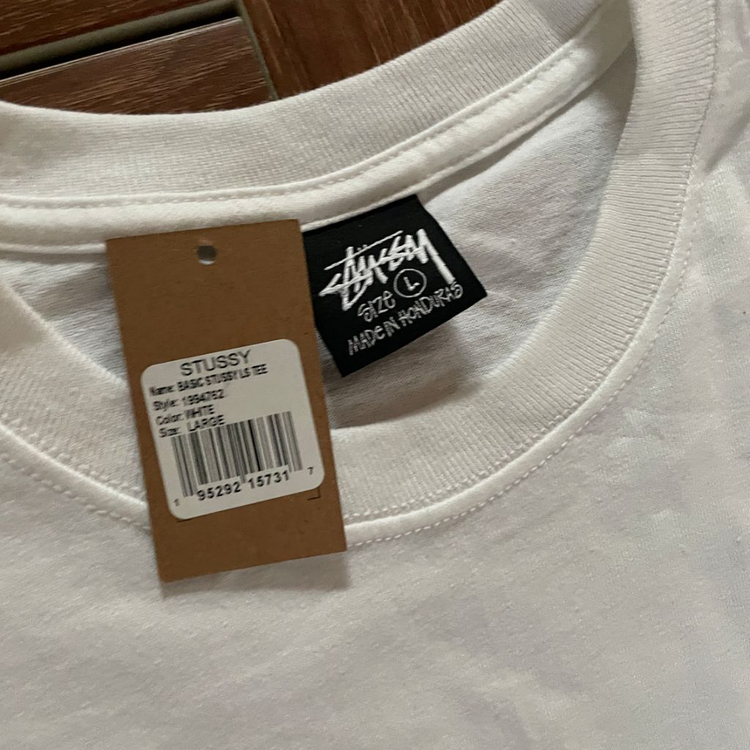 STÜSSY
SIZE L
MADE IN HONDURAS
STUSSY
Name: BASIC STUSSY LS TEE
Style: 1994762
Color: WHITE
Size: LARGE
1 95292 15731 7